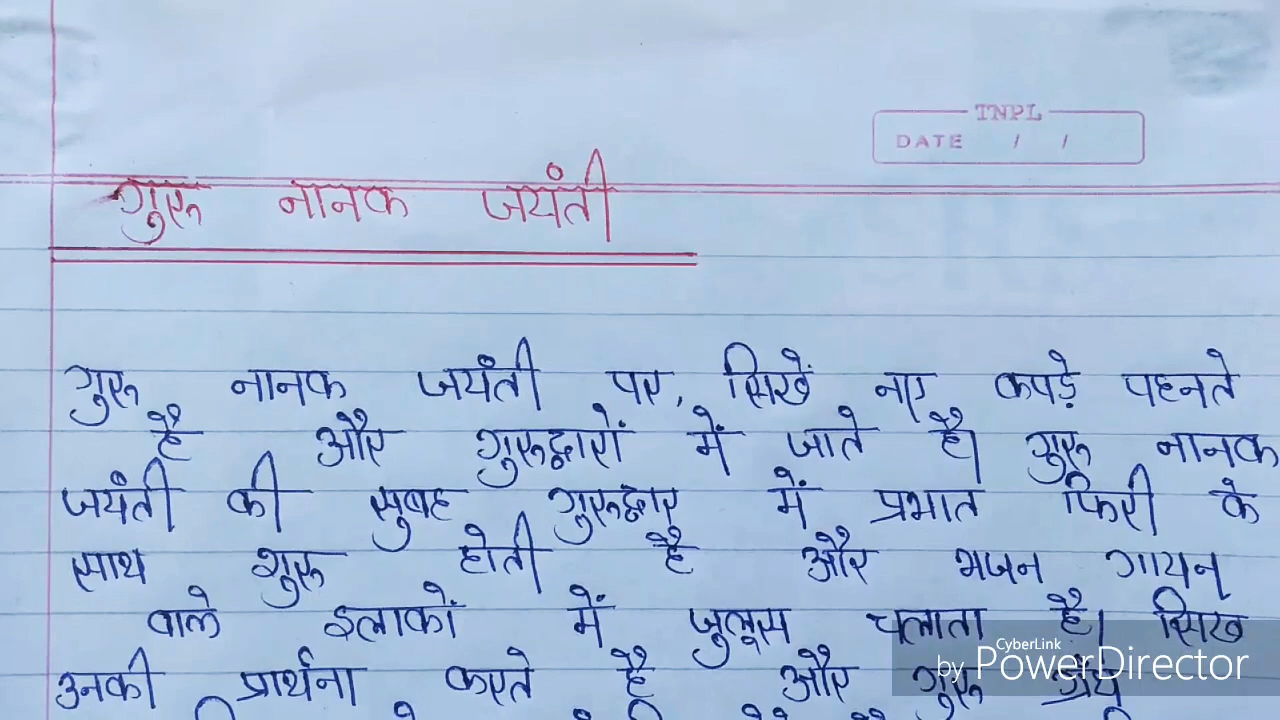 TNPL
DATE / /
गुरू नानक जयंती
गुरू नानक जयंती पर, सिखें नए कपड़े पहनते
है और गुरूद्वारों में जाते है। गुरू नानक
जयंती की सुबह गुरूद्वार में प्रभात फिरी के
साथ शुरू होती है और भजन गायन
वाले इलाकों में जुलूस चलाता है। सिख
उनकी प्रार्थना करते है और गुरू ग्रंथ
CyberLink
by PowerDirector